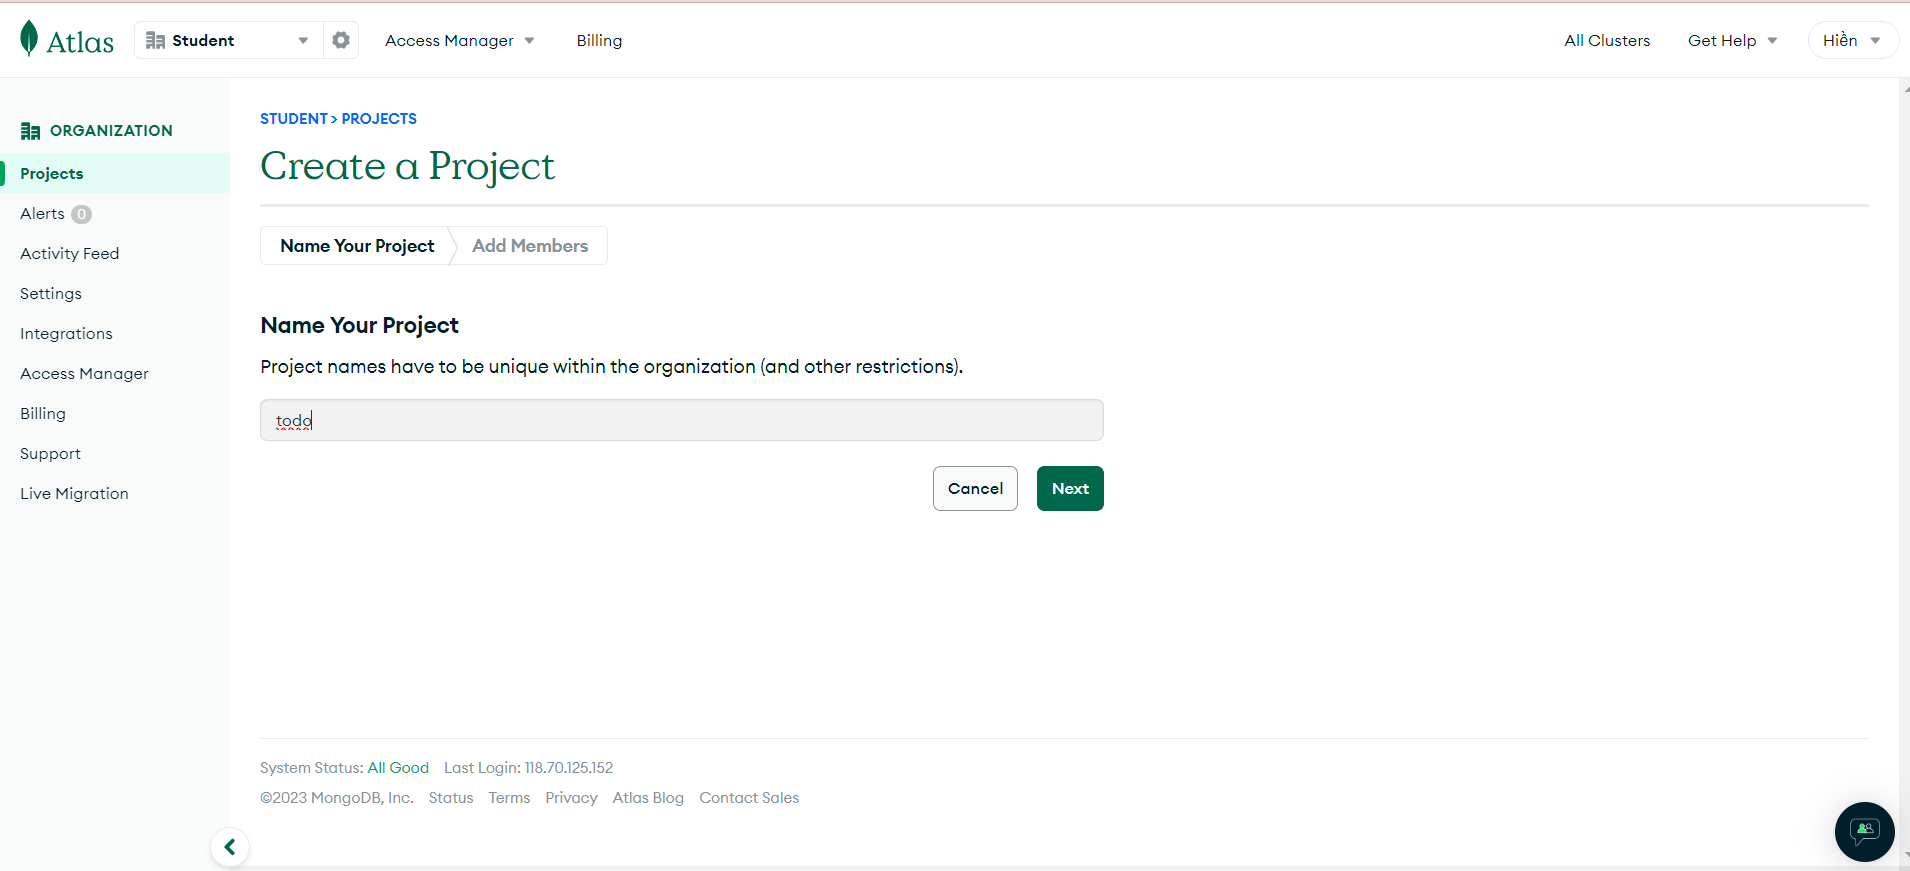 Atlas Student Access Manager Billing All Clusters Get Help Hiền
ORGANIZATION
Projects
Alerts 0
Activity Feed
Settings
Integrations
Access Manager
Billing
Support
Live Migration
STUDENT > PROJECTS
Create a Project
Name Your Project Add Members
Name Your Project
Project names have to be unique within the organization (and other restrictions).
todo
Cancel Next
System Status: All Good Last Login: 118.70.125.152
©2023 MongoDB, Inc. Status Terms Privacy Atlas Blog Contact Sales